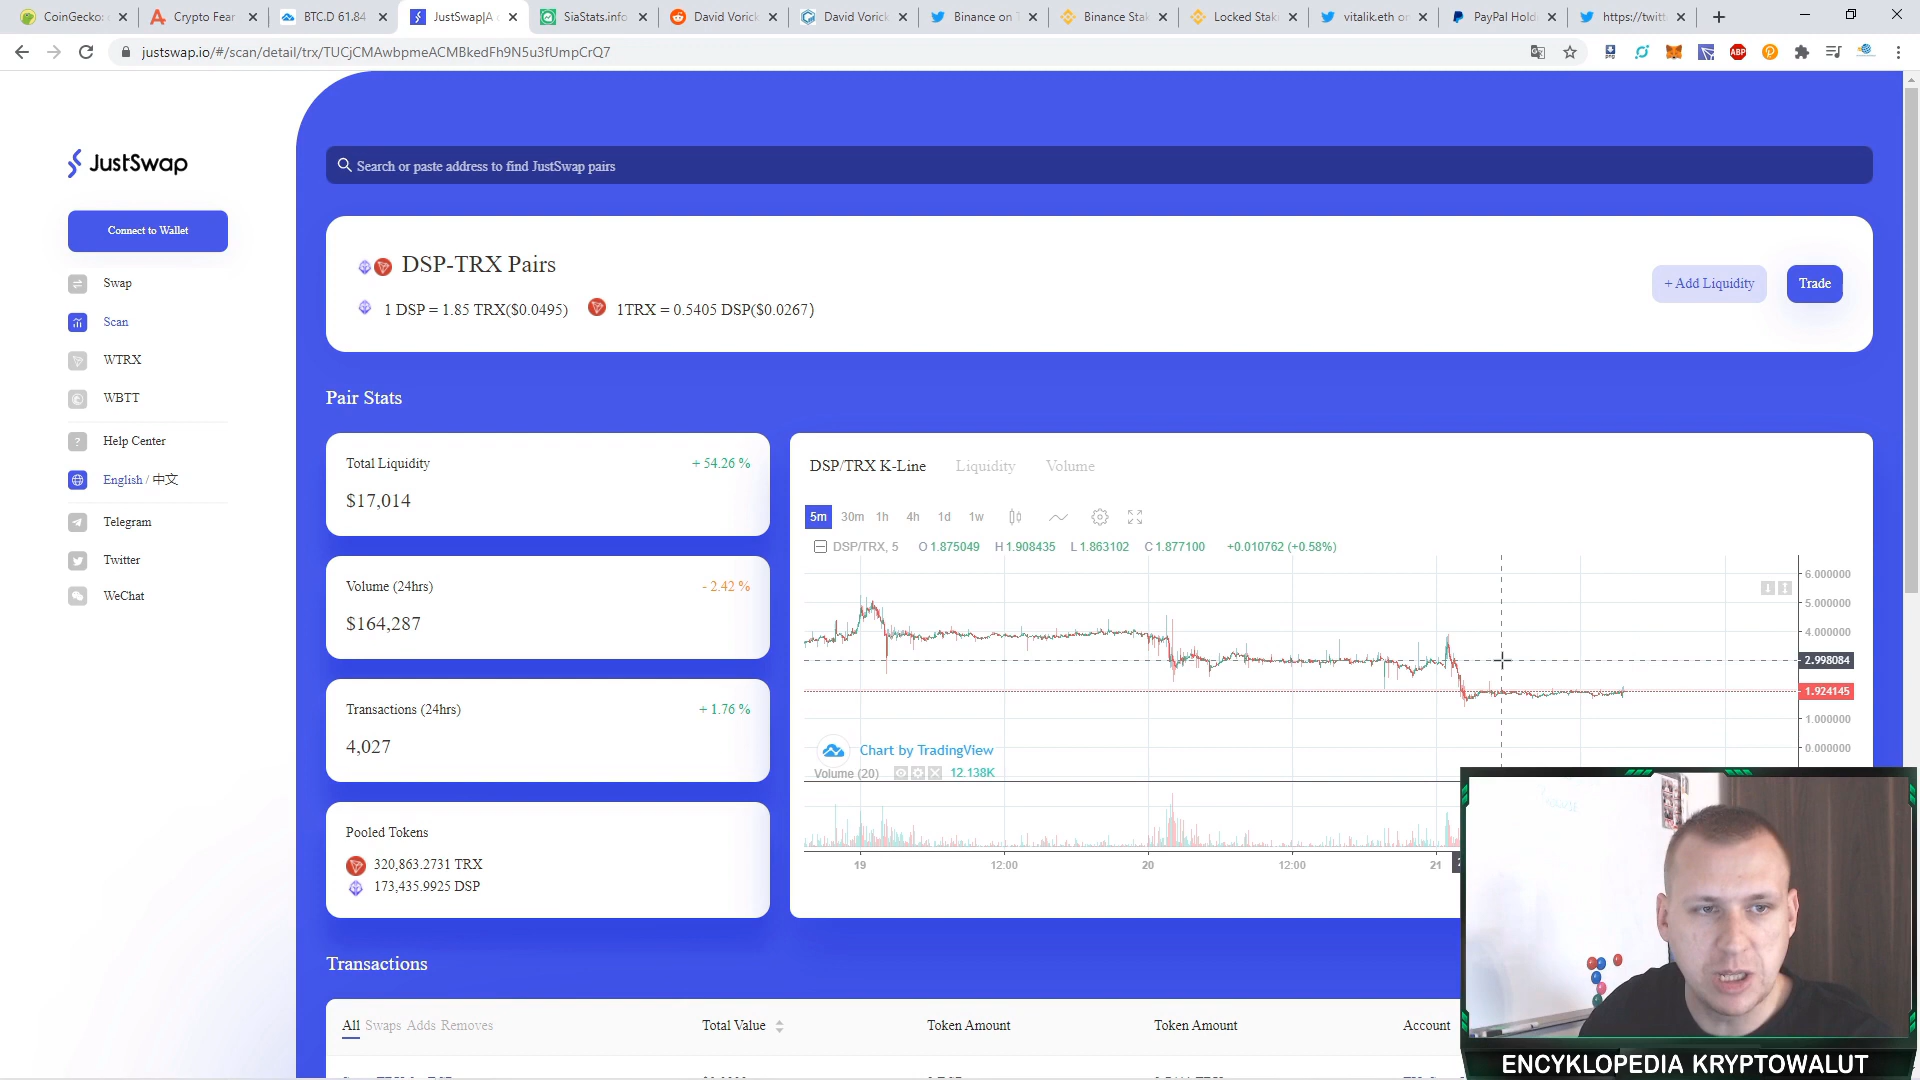 CoinGecko:
Crypto Fear
BTC.D 61.84
JustSwap|A
SiaStats.info
David Vorick
David Vorick
Binance on T
Binance Stak
Locked Stak
vitalik.eth on
PayPal Hold
https://twitt
justswap.io/#/scan/detail/trx/TUCjCMAwbpmeACMBkedFh9N5u3fUmpCrQ7
ABP
JustSwap
Connect to Wallet
Swap
Scan
WTRX
WBTT
Help Center
English / 中文
Telegram
Twitter
WeChat
Search or paste address to find JustSwap pairs
DSP-TRX Pairs
1 DSP = 1.85 TRX($0.0495) 1TRX = 0.5405 DSP($0.0267)
+ Add Liquidity
Trade
Pair Stats
Total Liquidity + 54.26 %
$17,014
Volume (24hrs) - 2.42 %
$164,287
Transactions (24hrs) + 1.76 %
4,027
Pooled Tokens
320,863.2731 TRX
173,435.9925 DSP
DSP/TRX K-Line Liquidity Volume
5m 30m 1h 4h 1d 1w
DSP/TRX, 5 O 1.875049 H 1.908435 L 1.863102 C 1.877100 +0.010762 (+0.58%)
6.000000
5.000000
4.000000
2.998084
1.924145
1.000000
0.000000
Chart by TradingView
Volume (20) 12.138K
19 12:00 20 12:00 21
Transactions
All Swaps Adds Removes Total Value Token Amount Token Amount Account
ENCYKLOPEDIA KRYPTOWALUT